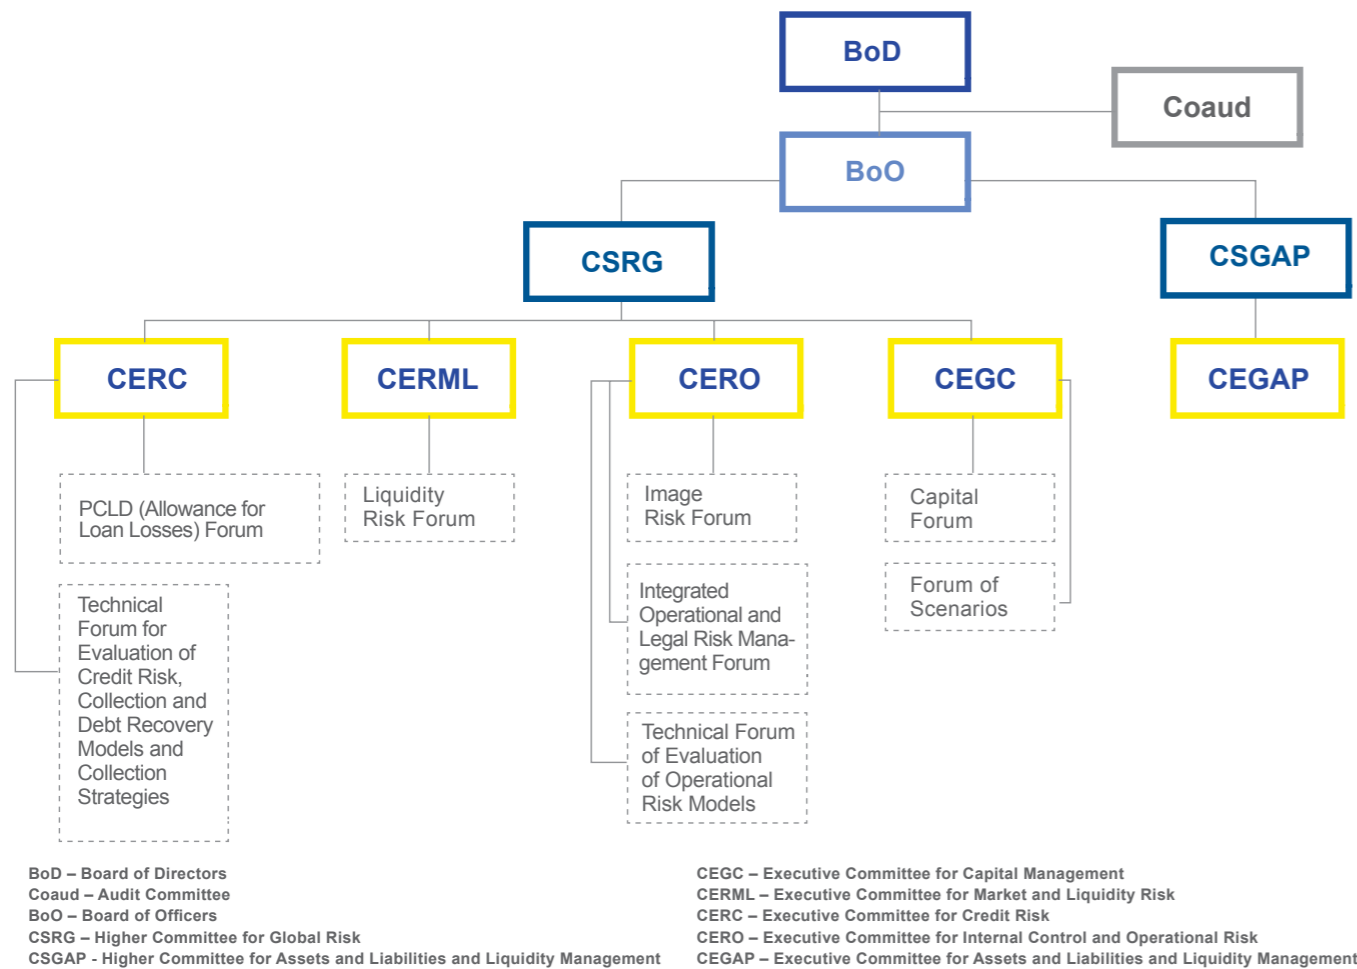 BoD
Coaud
BoO
CSRG
CSGAP
CERC
CERML
CERO
CEGC
CEGAP
PCLD (Allowance for
Loan Losses) Forum
Technical
Forum for
Evaluation of
Credit Risk,
Collection and
Debt Recovery
Models and
Collection
Strategies
Liquidity
Risk Forum
Image
Risk Forum
Integrated
Operational and
Legal Risk Mana-
gement Forum
Technical Forum
of Evaluation
of Operational
Risk Models
Capital
Forum
Forum of
Scenarios
BoD – Board of Directors
Coaud – Audit Committee
BoO – Board of Officers
CSRG – Higher Committee for Global Risk
CSGAP - Higher Committee for Assets and Liabilities and Liquidity Management
CEGC – Executive Committee for Capital Management
CERML – Executive Committee for Market and Liquidity Risk
CERC – Executive Committee for Credit Risk
CERO – Executive Committee for Internal Control and Operational Risk
CEGAP – Executive Committee for Assets and Liabilities and Liquidity Management